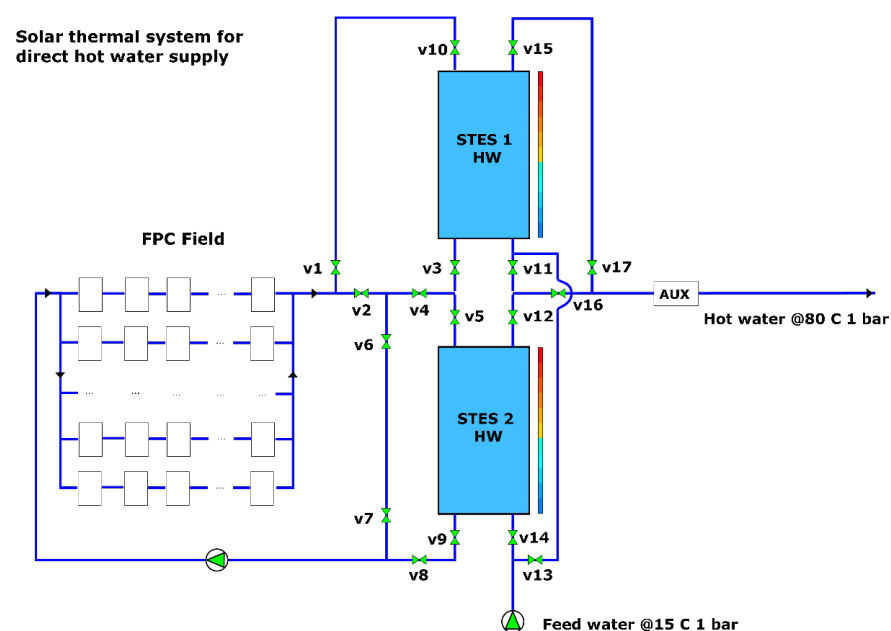 Solar thermal system for
direct hot water supply
v10
v15
STES 1
HW
FPC Field
v1
v3
v11
v17
AUX
v2
v4
v5
v12
v16
Hot water @80 C 1 bar
v6
...
...
... ... ... ... ...
STES 2
HW
...
...
v7
v9
v14
v8
v13
Feed water @15 C 1 bar